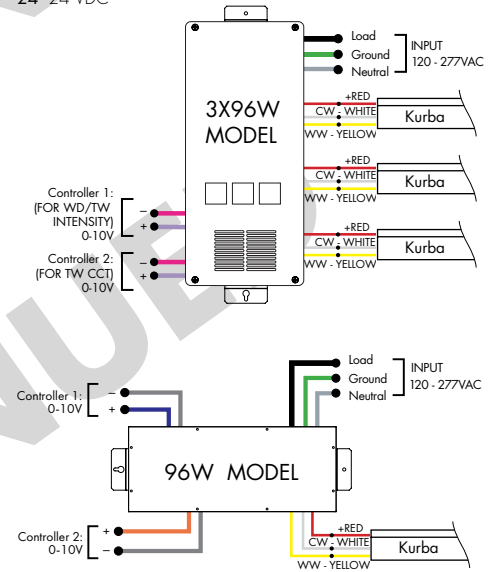 24 24 VDC
Load
Ground
Neutral
INPUT
120 - 277VAC
3X96W
MODEL
+RED
CW - WHITE
WW - YELLOW
Kurba
+RED
CW - WHITE
WW - YELLOW
Kurba
+RED
CW - WHITE
WW - YELLOW
Kurba
Controller 1:
(FOR WD/TW
INTENSITY)
0-10V
–
+
Controller 2:
(FOR TW CCT)
0-10V
–
+
Load
Ground
Neutral
INPUT
120 - 277VAC
Controller 1:
0-10V
–
+
96W MODEL
Controller 2:
0-10V
+
–
+RED
CW - WHITE
WW - YELLOW
Kurba
NUED